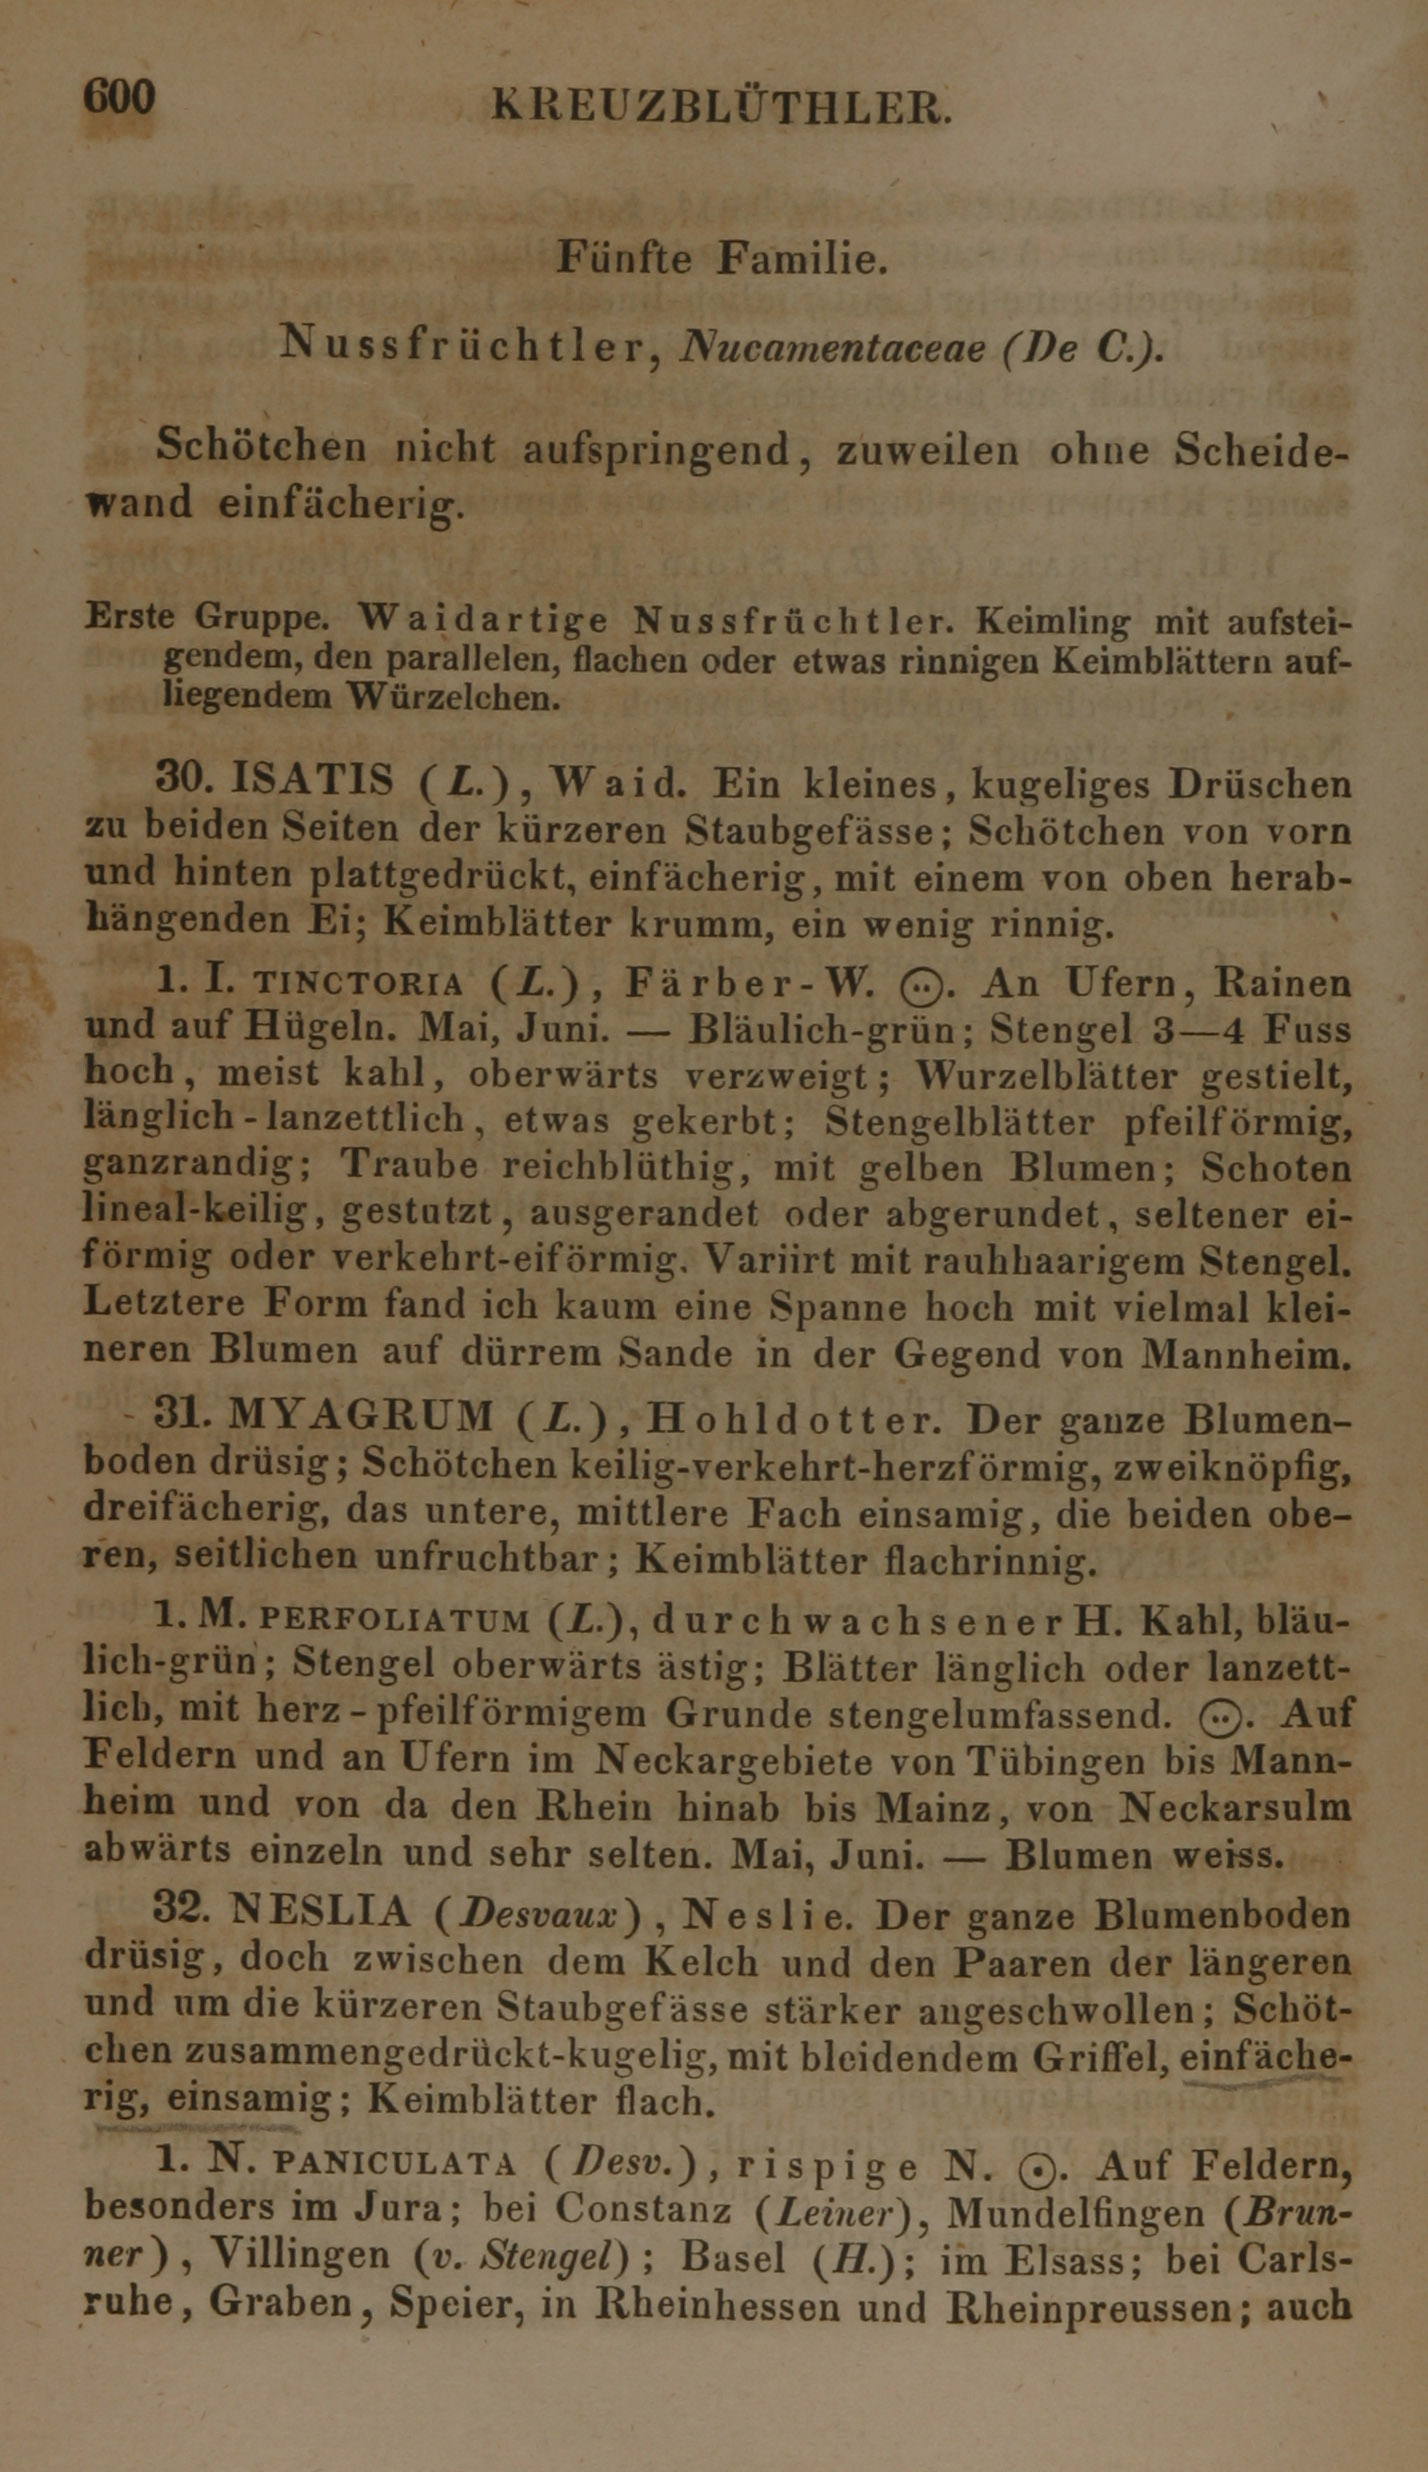 600 KREUZBLÜTHLER.
Fünfte Familie.
Nussfrüchtler, Nucamentaceae (De C.).
Schötchen nicht aufspringend, zuweilen ohne Scheide-
wand einfächerig.
Erste Gruppe. Waidartige Nussfrüchtler. Keimling mit aufstei-
gendem, den parallelen, flachen oder etwas rinnigen Keimblättern auf-
liegendem Würzelchen.
30. ISATIS (L.), Waid. Ein kleines, kugeliges Drüschen
zu beiden Seiten der kürzeren Staubgefässe; Schötchen von vorn
und hinten plattgedrückt, einfächerig, mit einem von oben herab-
hängenden Ei; Keimblätter krumm, ein wenig rinnig.
1. I. TINCTORIA (L.), Färber-W. ⊙. An Ufern, Rainen
und auf Hügeln. Mai, Juni. — Bläulich-grün; Stengel 3—4 Fuss
hoch, meist kahl, oberwärts verzweigt; Wurzelblätter gestielt,
länglich-lanzettlich, etwas gekerbt; Stengelblätter pfeilförmig,
ganzrandig; Traube reichblüthig, mit gelben Blumen; Schoten
lineal-keilig, gestutzt, ausgerandet oder abgerundet, seltener ei-
förmig oder verkehrt-eiförmig. Variirt mit rauhhaarigem Stengel.
Letztere Form fand ich kaum eine Spanne hoch mit vielmal klei-
neren Blumen auf dürrem Sande in der Gegend von Mannheim.
31. MYAGRUM (L.), Hohldotter. Der ganze Blumen-
boden drüsig; Schötchen keilig-verkehrt-herzförmig, zweiknöpfig,
dreifächerig, das untere, mittlere Fach einsamig, die beiden obe-
ren, seitlichen unfruchtbar; Keimblätter flachrinnig.
1. M. PERFOLIATUM (L.), durchwachsener H. Kahl, bläu-
lich-grün; Stengel oberwärts ästig; Blätter länglich oder lanzett-
lich, mit herz-pfeilförmigem Grunde stengelumfassend. ⊙. Auf
Feldern und an Ufern im Neckargebiete von Tübingen bis Mann-
heim und von da den Rhein hinab bis Mainz, von Neckarsulm
abwärts einzeln und sehr selten. Mai, Juni. — Blumen weiss.
32. NESLIA (Desvaux), Neslie. Der ganze Blumenboden
drüsig, doch zwischen dem Kelch und den Paaren der längeren
und um die kürzeren Staubgefässe stärker angeschwollen; Schöt-
chen zusammengedrückt-kugelig, mit bleidendem Griffel, einfäche-
rig, einsamig; Keimblätter flach.
1. N. PANICULATA (Desv.), rispige N. ⊙. Auf Feldern,
besonders im Jura; bei Constanz (Leiner), Mundelfingen (Brun-
ner), Villingen (v. Stengel); Basel (H.); im Elsass; bei Carls-
ruhe, Graben, Speier, in Rheinhessen und Rheinpreussen; auch